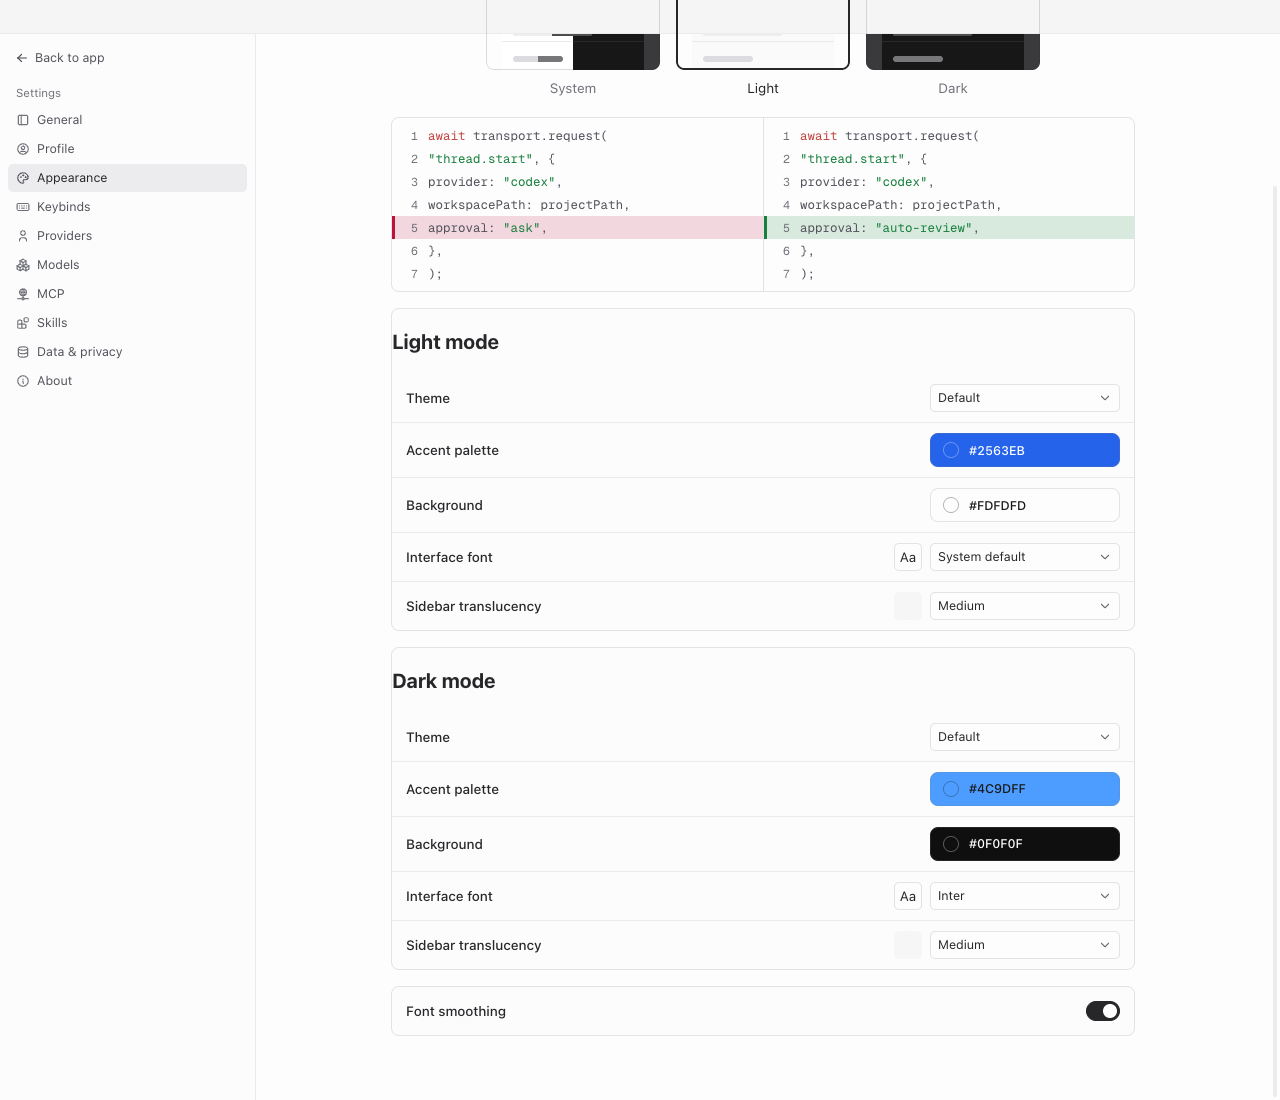 Back to app
Settings
General
Profile
Appearance
Keybinds
Providers
Models
MCP
Skills
Data & privacy
About
System
Light
Dark
1 await transport.request(
2 "thread.start", {
3 provider: "codex",
4 workspacePath: projectPath,
5 approval: "ask",
6 },
7 );
1 await transport.request(
2 "thread.start", {
3 provider: "codex",
4 workspacePath: projectPath,
5 approval: "auto-review",
6 },
7 );
Light mode
Theme Default
Accent palette #2563EB
Background #FDFDFD
Interface font Aa System default
Sidebar translucency Medium
Dark mode
Theme Default
Accent palette #4C9DFF
Background #0F0F0F
Interface font Aa Inter
Sidebar translucency Medium
Font smoothing